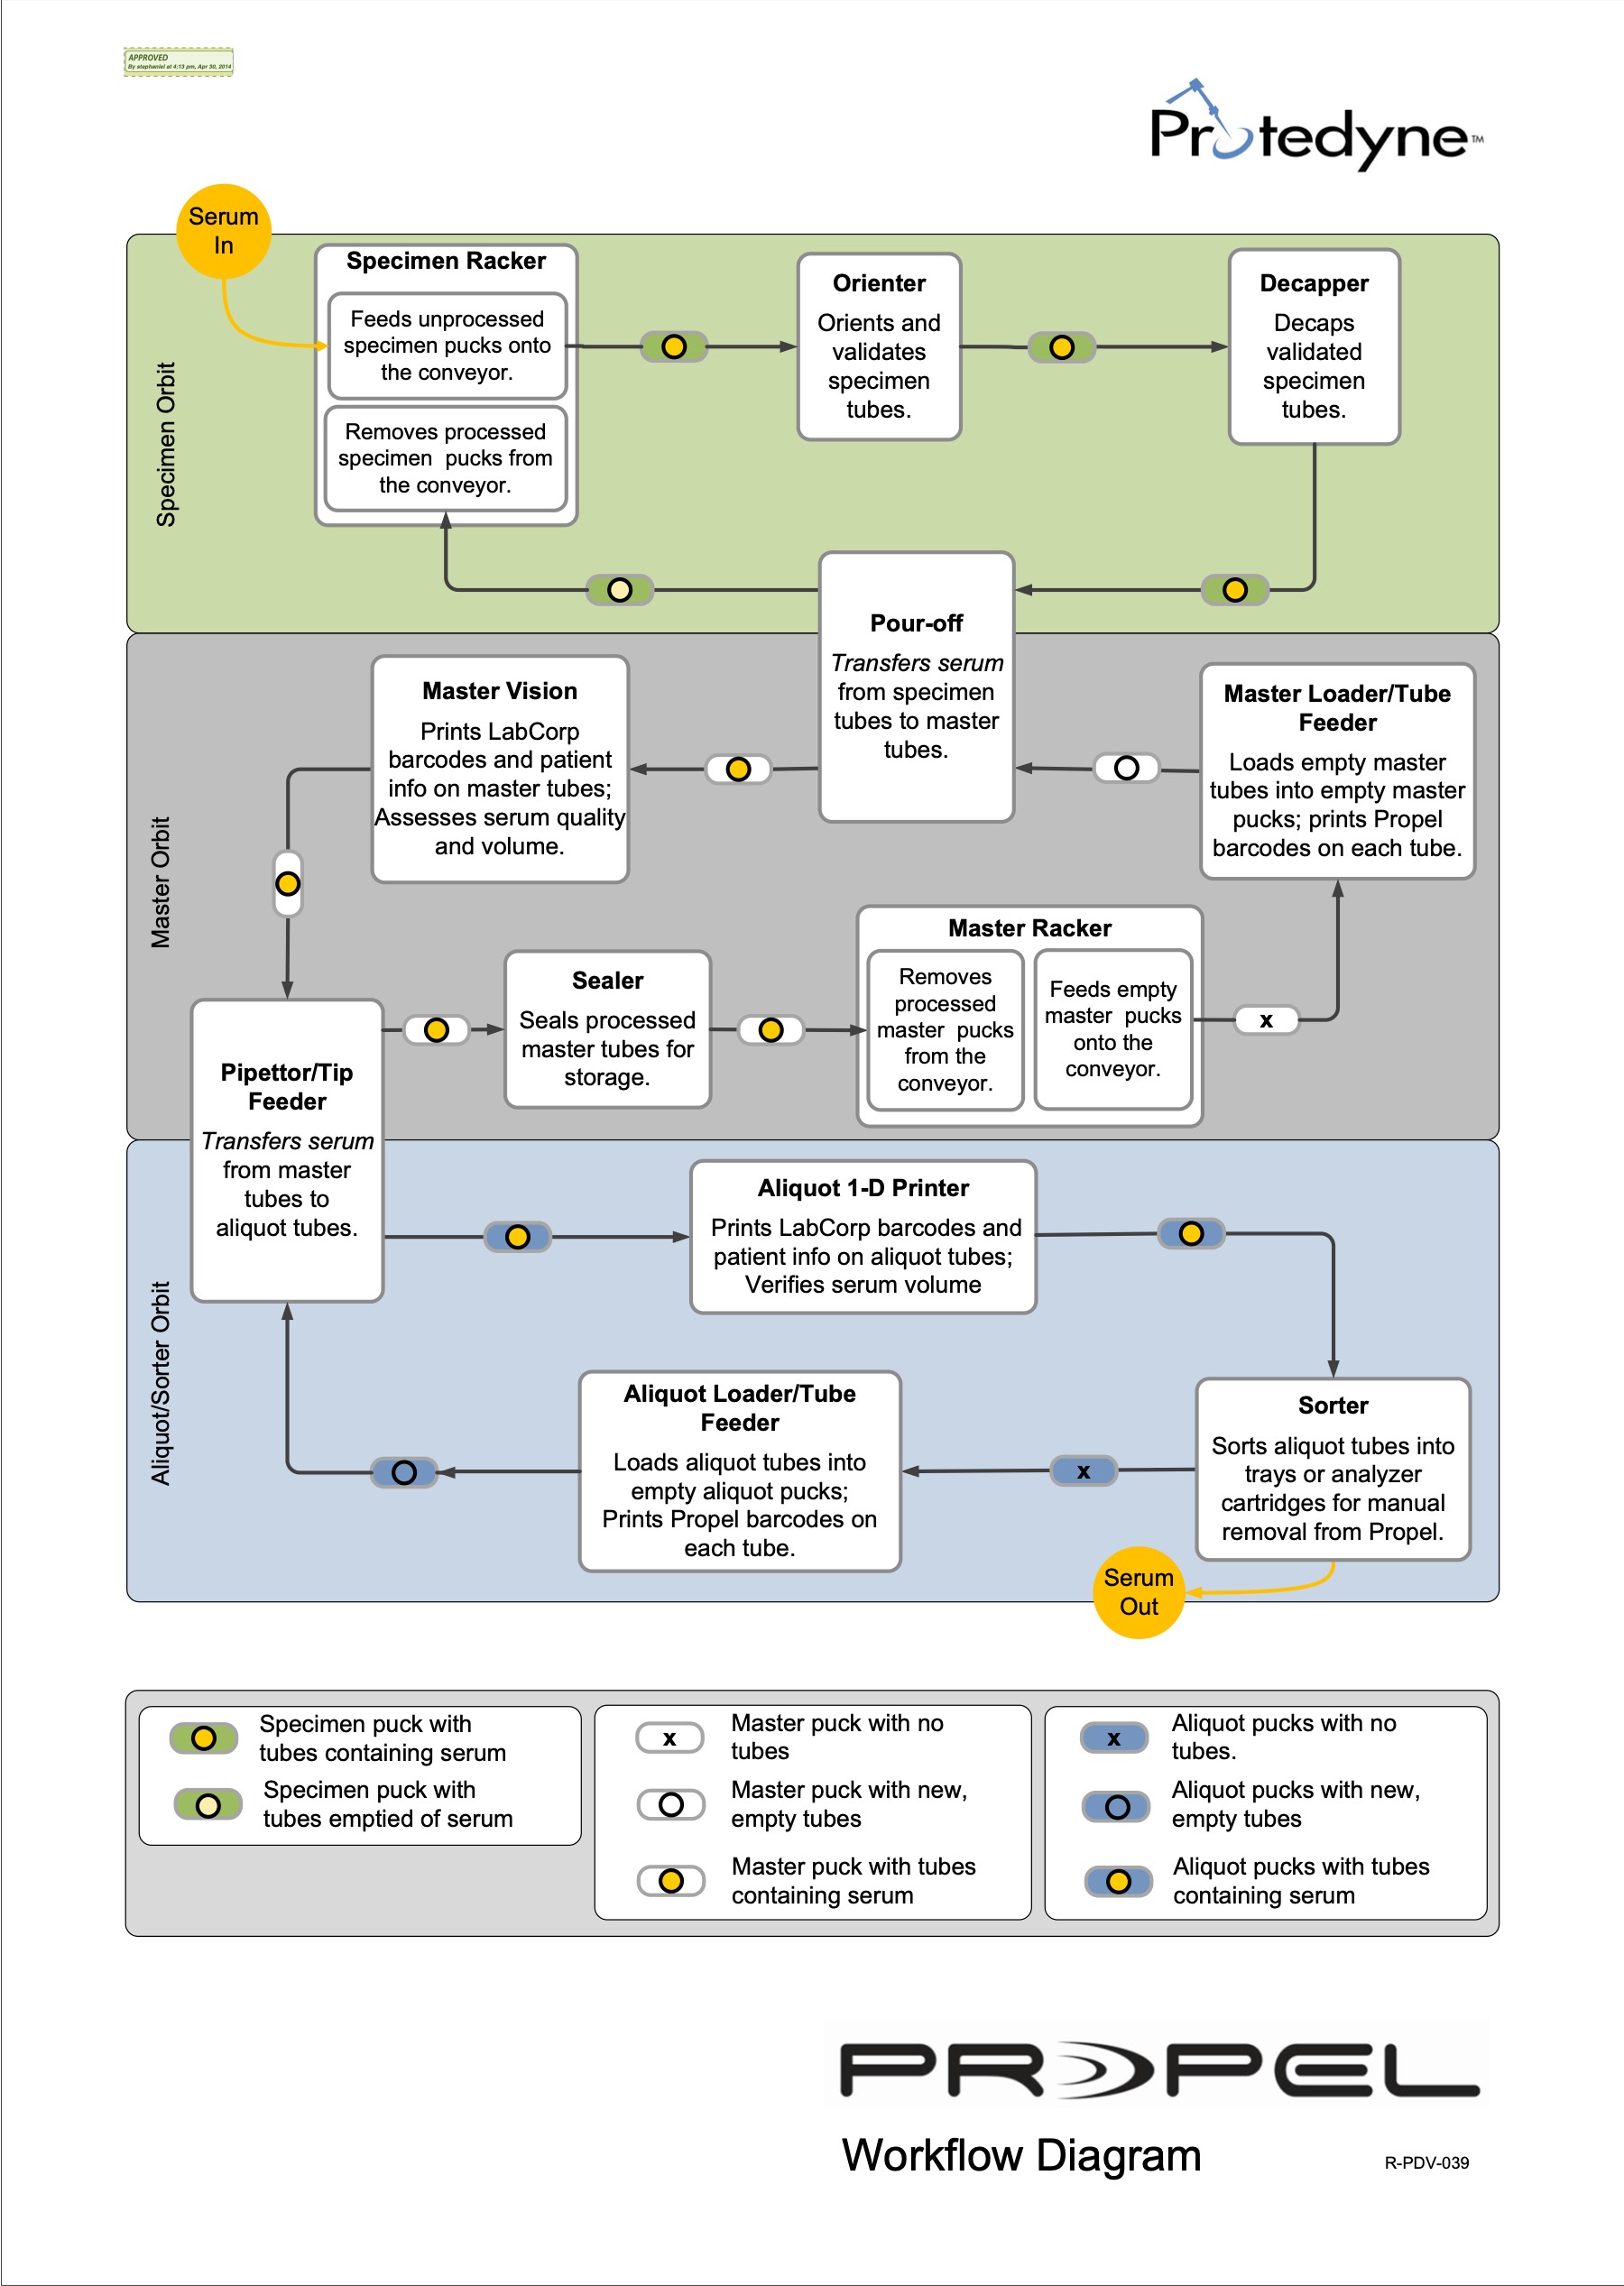 APPROVED
By stephaniel at 4:13 pm, Apr 30, 2014
Protedyne™
Serum
In
Specimen Orbit
Specimen Racker
Feeds unprocessed
specimen pucks onto
the conveyor.
Removes processed
specimen pucks from
the conveyor.
Orienter
Orients and
validates
specimen
tubes.
Decapper
Decaps
validated
specimen
tubes.
Pour-off
Transfers serum
from specimen
tubes to master
tubes.
Master Orbit
Master Vision
Prints LabCorp
barcodes and patient
info on master tubes;
Assesses serum quality
and volume.
Master Loader/Tube
Feeder
Loads empty master
tubes into empty master
pucks; prints Propel
barcodes on each tube.
Pipettor/Tip
Feeder
Transfers serum
from master
tubes to
aliquot tubes.
Sealer
Seals processed
master tubes for
storage.
Master Racker
Removes
processed
master pucks
from the
conveyor.
Feeds empty
master pucks
onto the
conveyor.
x
Aliquot/Sorter Orbit
Aliquot 1-D Printer
Prints LabCorp barcodes and
patient info on aliquot tubes;
Verifies serum volume
Aliquot Loader/Tube
Feeder
Loads aliquot tubes into
empty aliquot pucks;
Prints Propel barcodes on
each tube.
x
Sorter
Sorts aliquot tubes into
trays or analyzer
cartridges for manual
removal from Propel.
Serum
Out
Specimen puck with
tubes containing serum
Specimen puck with
tubes emptied of serum
x
Master puck with no
tubes
Master puck with new,
empty tubes
Master puck with tubes
containing serum
x
Aliquot pucks with no
tubes.
Aliquot pucks with new,
empty tubes
Aliquot pucks with tubes
containing serum
PROPEL
Workflow Diagram
R-PDV-039